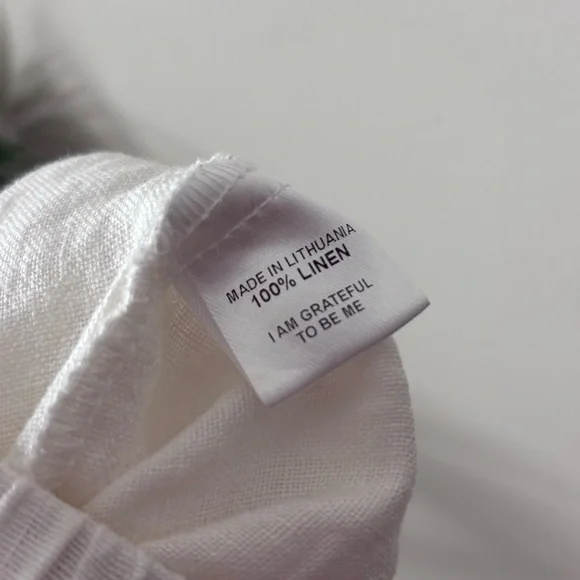 MADE IN LITHUANIA
100% LINEN
I AM GRATEFUL
TO BE ME